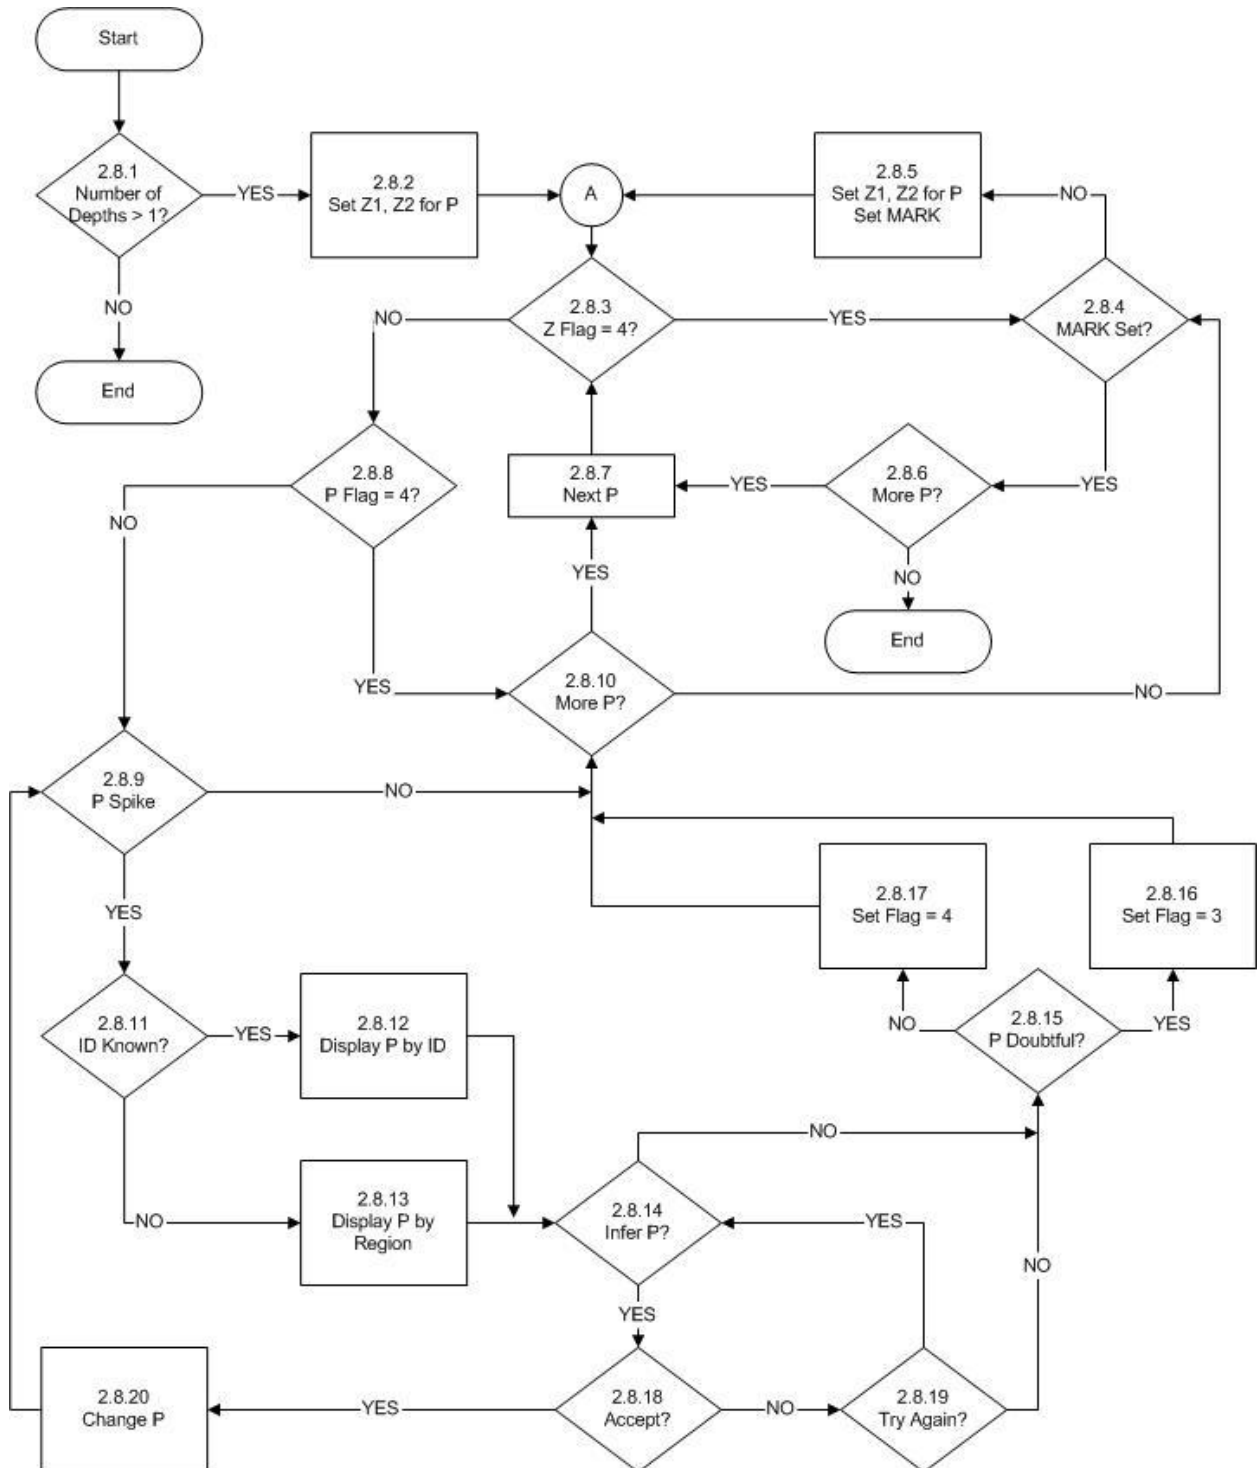 Start
2.8.1
Number of
Depths > 1?
YES
2.8.2
Set Z1, Z2 for P
A
2.8.5
Set Z1, Z2 for P
Set MARK
NO
NO
End
NO
2.8.3
Z Flag = 4?
YES
2.8.4
MARK Set?
2.8.8
P Flag = 4?
NO
2.8.7
Next P
YES
2.8.6
More P?
YES
YES
NO
End
YES
2.8.10
More P?
NO
2.8.9
P Spike
NO
YES
2.8.17
Set Flag = 4
2.8.16
Set Flag = 3
2.8.11
ID Known?
YES
2.8.12
Display P by ID
NO
2.8.15
P Doubtful?
YES
NO
NO
2.8.13
Display P by
Region
2.8.14
Infer P?
YES
NO
YES
2.8.20
Change P
YES
2.8.18
Accept?
NO
2.8.19
Try Again?